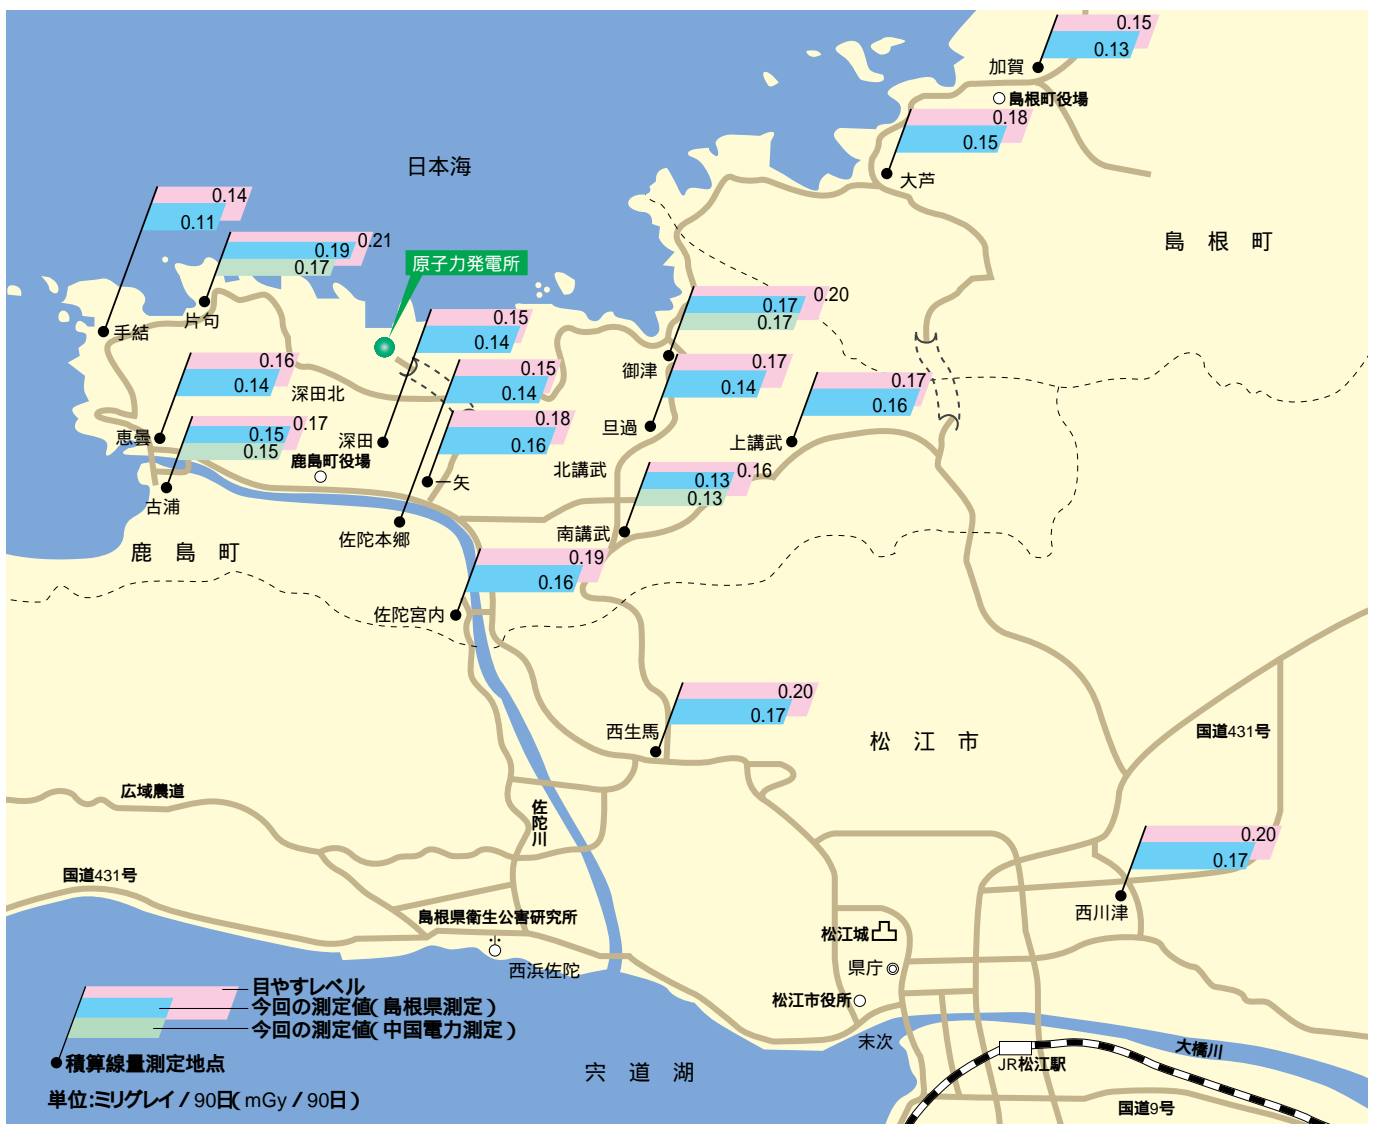 0.15
0.13
加賀
島根町役場
0.18
0.15
大芦
日本海
島根町
0.14
0.11
手結
0.21
0.19
0.17
片句
原子力発電所
0.15
0.14
深田
0.15
0.14
佐陀本郷
0.18
0.16
一矢
0.16
0.14
恵曇
深田北
0.17
0.15
0.15
古浦
鹿島町役場
鹿島町
0.20
0.17
0.17
御津
0.17
0.14
旦過
0.17
0.16
上講武
北講武
0.16
0.13
0.13
南講武
0.19
0.16
佐陀宮内
0.20
0.17
西生馬
松江市
国道431号
広域農道
佐陀川
0.20
0.17
西川津
国道431号
島根県衛生公害研究所
西浜佐陀
松江城
県庁
松江市役所
末次
大橋川
JR松江駅
国道9号
宍道湖
目やすレベル
今回の測定値(島根県測定)
今回の測定値(中国電力測定)
積算線量測定地点
単位:ミリグレイ/90日(mGy/90日)